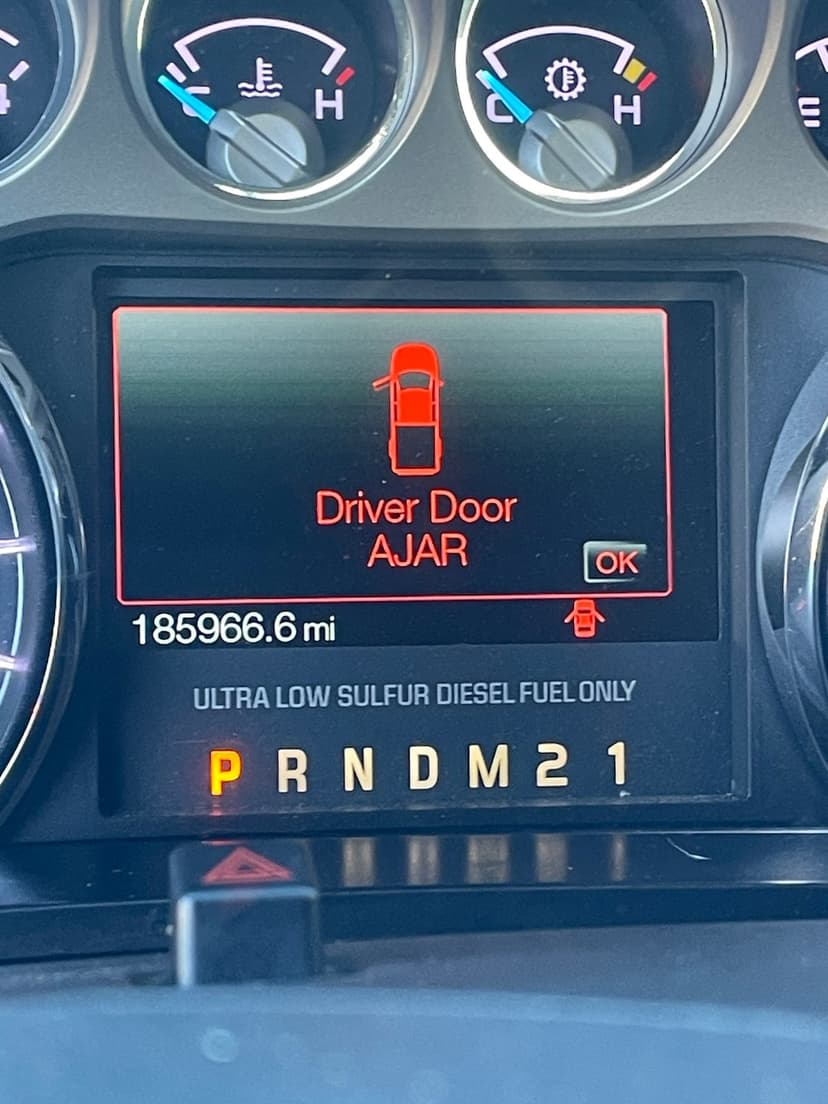 C H
C H
Driver Door
AJAR
OK
185966.6 mi
ULTRA LOW SULFUR DIESEL FUEL ONLY
P R N D M 2 1